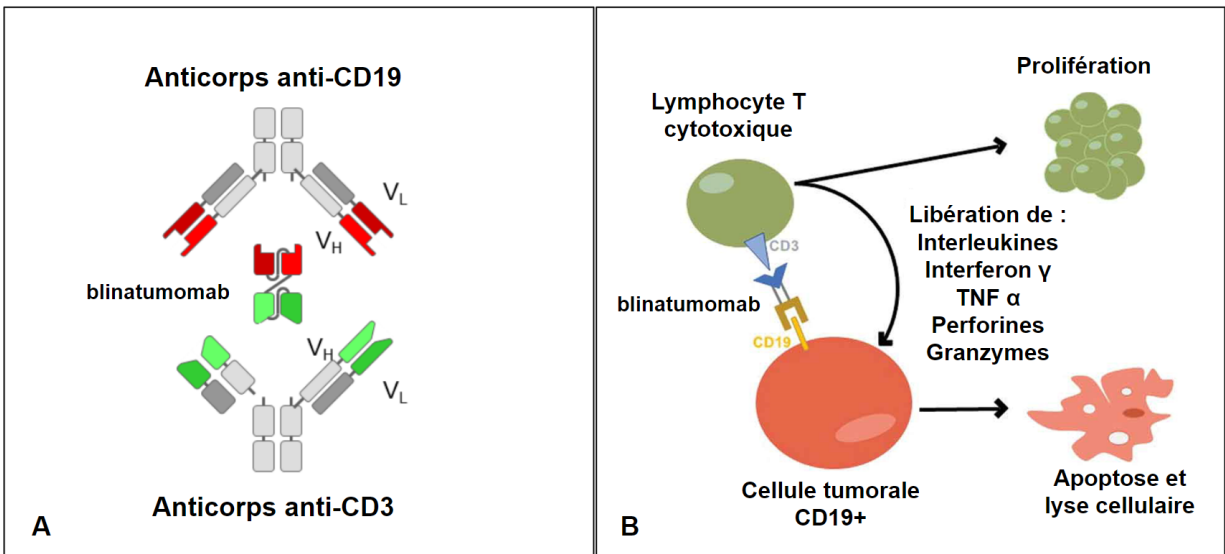 Anticorps anti-CD19
VL
VH
blinatumomab
VH
VL
Anticorps anti-CD3
A
Prolifération
Lymphocyte T
cytotoxique
CD3
blinatumomab
CD19
Libération de :
Interleukines
Interferon γ
TNF α
Perforines
Granzymes
Cellule tumorale
CD19+
Apoptose et
lyse cellulaire
B